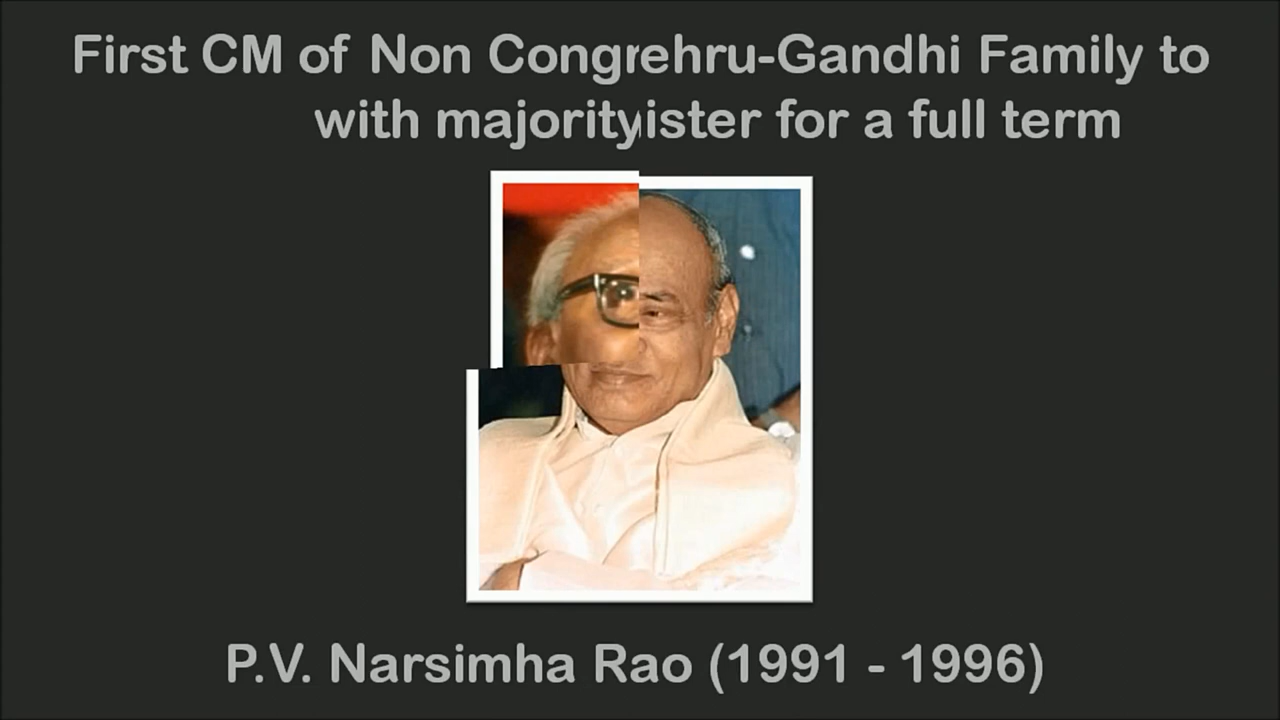 First CM of Non Congrehru-Gandhi Family to
with majorityister for a full term
P.V. Narsimha Rao (1991 - 1996)